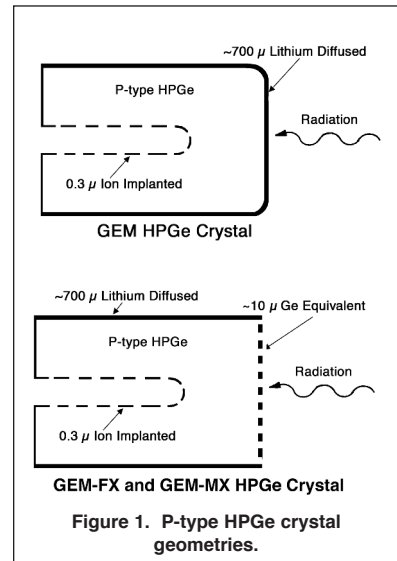 ~700 μ Lithium Diffused
P-type HPGe
Radiation
0.3 μ Ion Implanted
GEM HPGe Crystal
~700 μ Lithium Diffused
~10 μ Ge Equivalent
P-type HPGe
Radiation
0.3 μ Ion Implanted
GEM-FX and GEM-MX HPGe Crystal
Figure 1. P-type HPGe crystal
geometries.